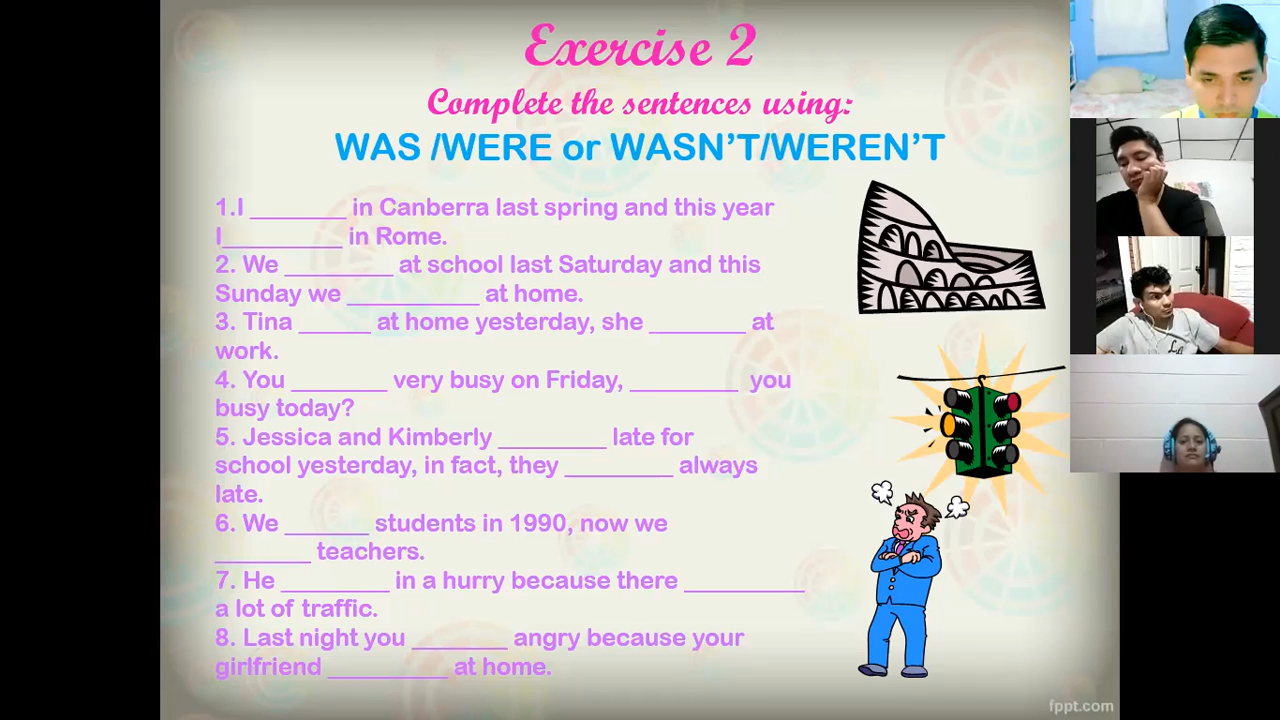 Exercise 2
Complete the sentences using:
WAS /WERE or WASN'T/WEREN'T
1.I ________ in Canberra last spring and this year
I__________ in Rome.
2. We _________ at school last Saturday and this
Sunday we ___________ at home.
3. Tina ______ at home yesterday, she ________ at
work.
4. You ________ very busy on Friday, _________ you
busy today?
5. Jessica and Kimberly _________ late for
school yesterday, in fact, they _________ always
late.
6. We _______ students in 1990, now we
________ teachers.
7. He _________ in a hurry because there __________
a lot of traffic.
8. Last night you ________ angry because your
girlfriend __________ at home.
fppt.com